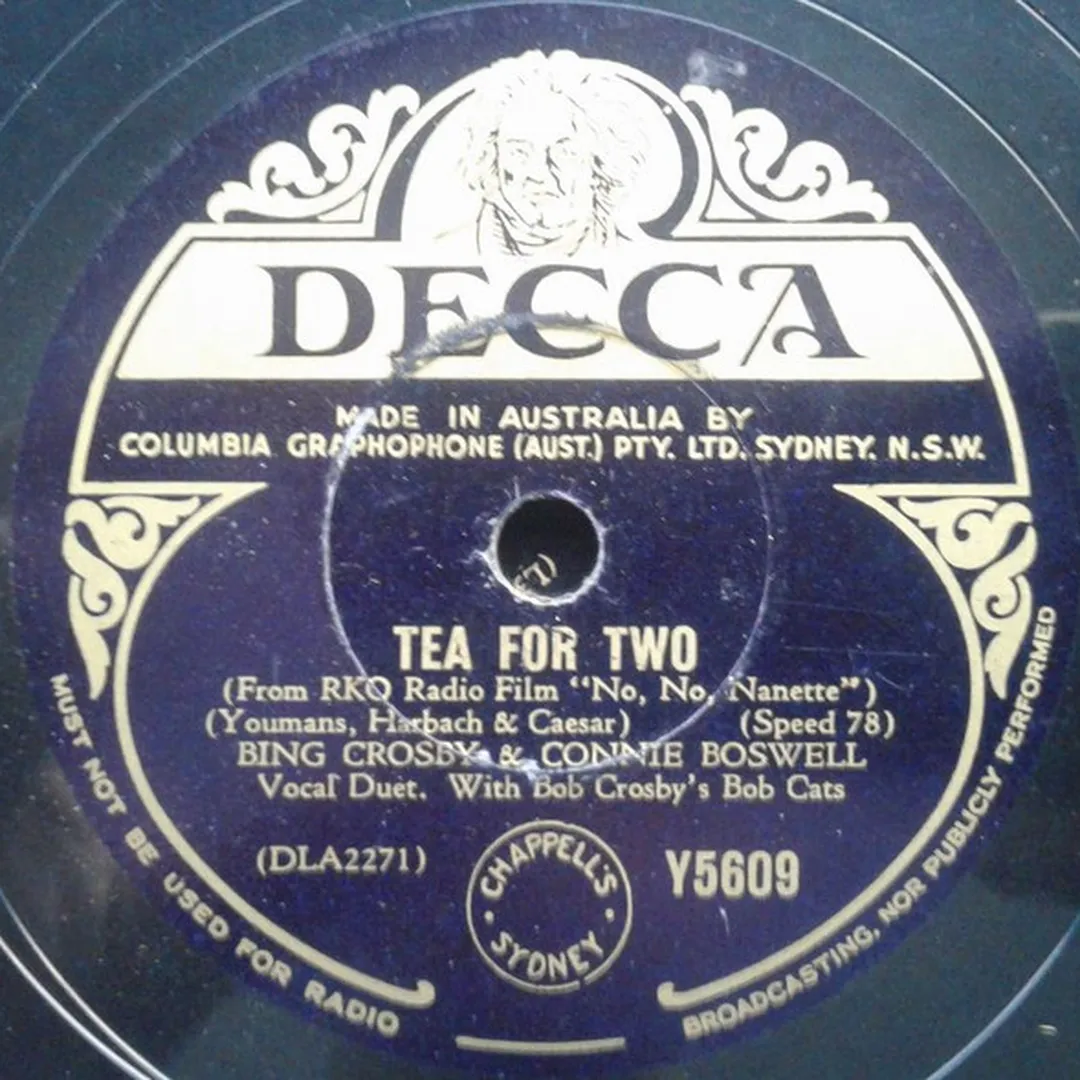 DECCA
MADE IN AUSTRALIA BY
COLUMBIA GRAPHOPHONE (AUST.) PTY. LTD. SYDNEY. N.S.W.
TEA FOR TWO
(From RKO Radio Film “No, No, Nanette”)
(Youmans, Harbach & Caesar) (Speed 78)
BING CROSBY & CONNIE BOSWELL
Vocal Duet. With Bob Crosby's Bob Cats
(DLA2271)
CHAPPELL'S
SYDNEY
Y5609
MUST NOT BE USED FOR RADIO
BROADCASTING, NOR PUBLICLY PERFORMED